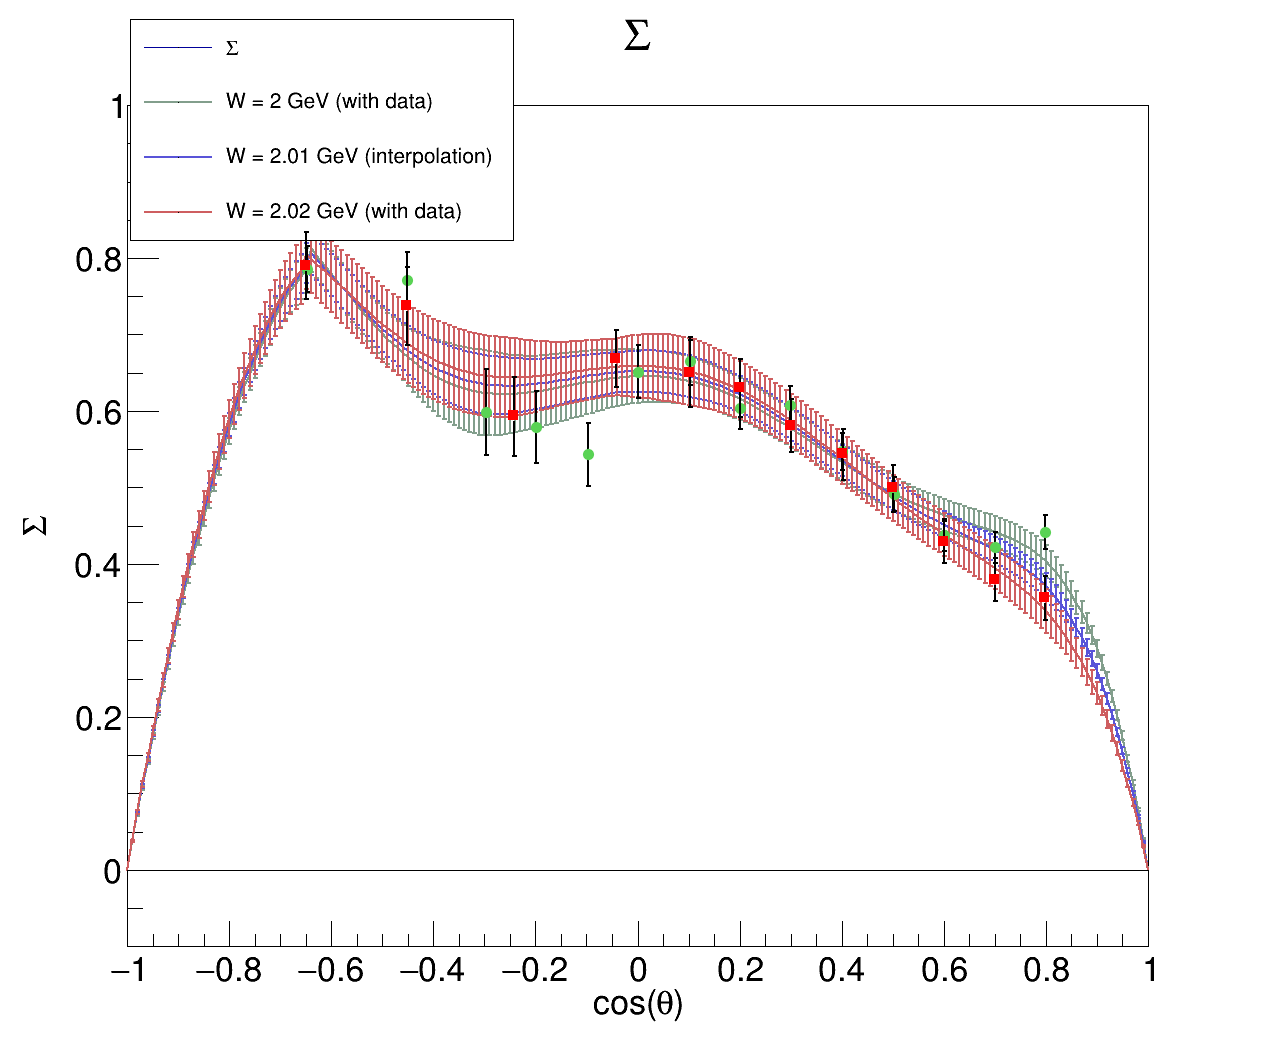 Σ
Σ
W = 2 GeV (with data)
W = 2.01 GeV (interpolation)
W = 2.02 GeV (with data)
1
0.8
0.6
0.4
0.2
0
Σ
−1 −0.8 −0.6 −0.4 −0.2 0 0.2 0.4 0.6 0.8 1
cos(θ)